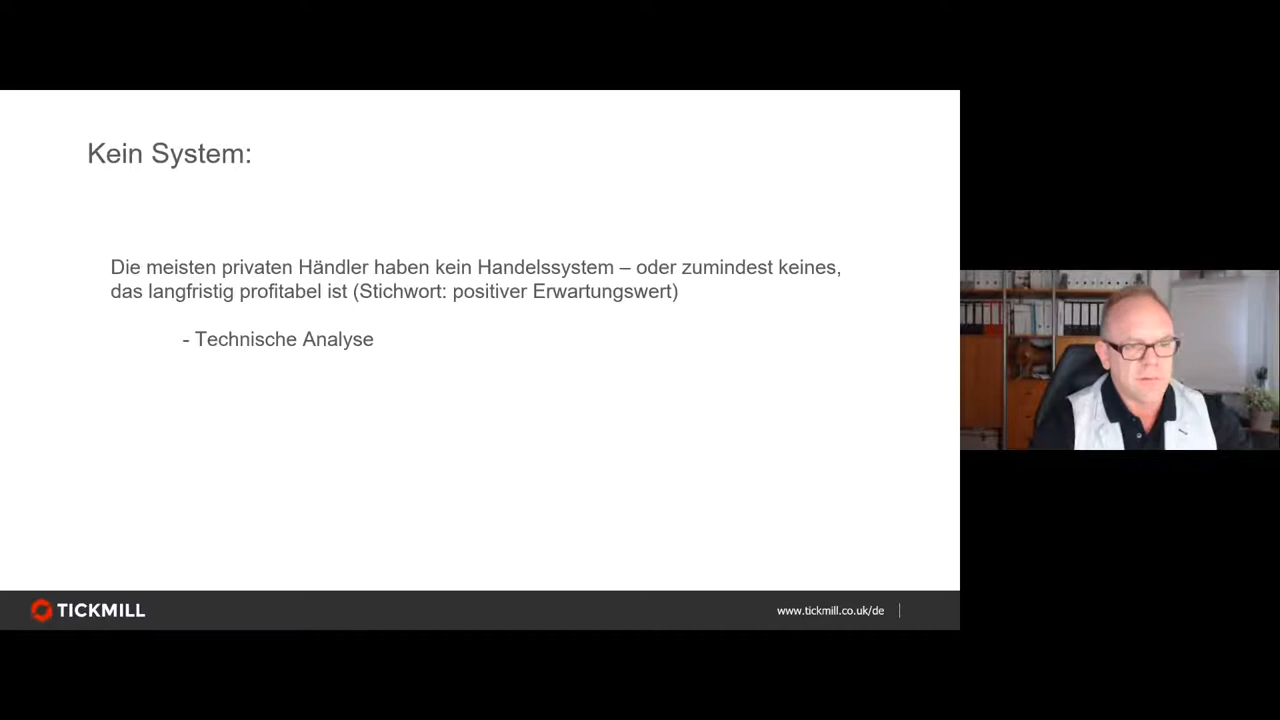 Kein System:
Die meisten privaten Händler haben kein Handelssystem – oder zumindest keines,
das langfristig profitabel ist (Stichwort: positiver Erwartungswert)
- Technische Analyse
TICKMILL
www.tickmill.co.uk/de